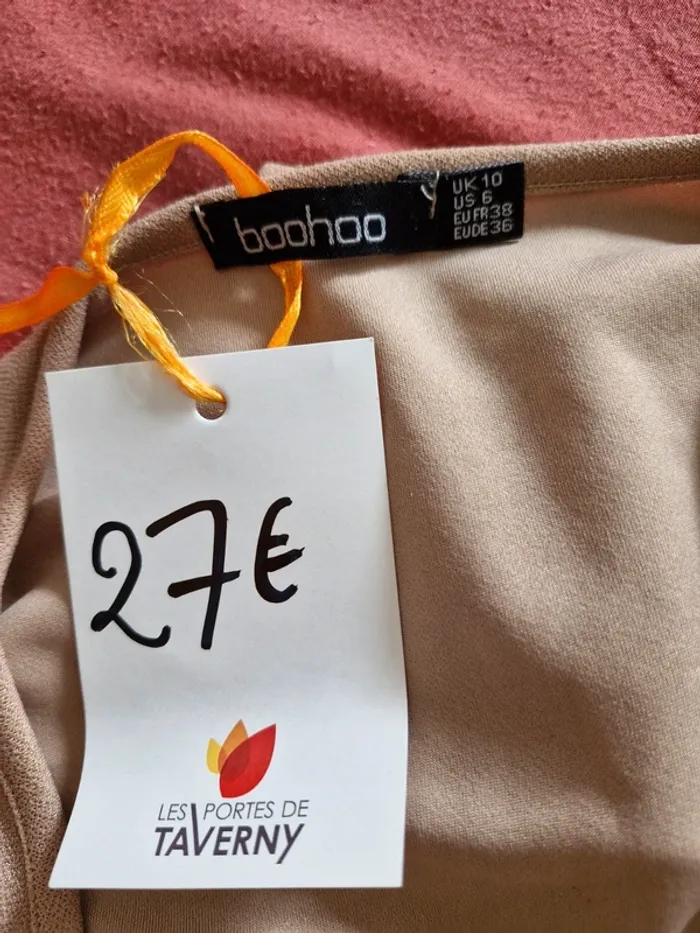 boohoo
UK 10
US 6
EU FR 38
EU DE 36
27€
LES PORTES DE
TAVERNY